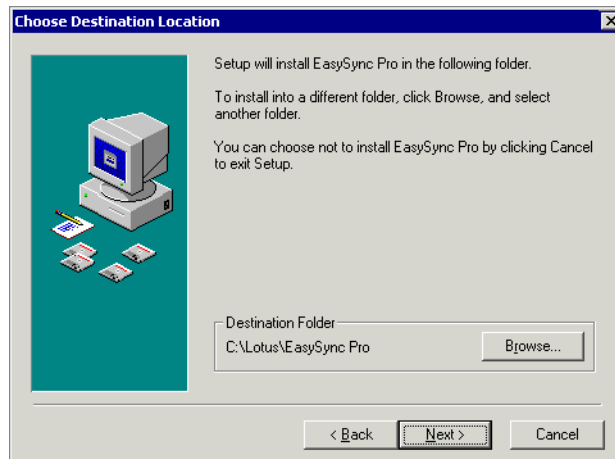 Choose Destination Location
Setup will install EasySync Pro in the following folder.
To install into a different folder, click Browse, and select
another folder.
You can choose not to install EasySync Pro by clicking Cancel
to exit Setup.
Destination Folder
C:\Lotus\EasySync Pro
Browse...
< Back
Next >
Cancel